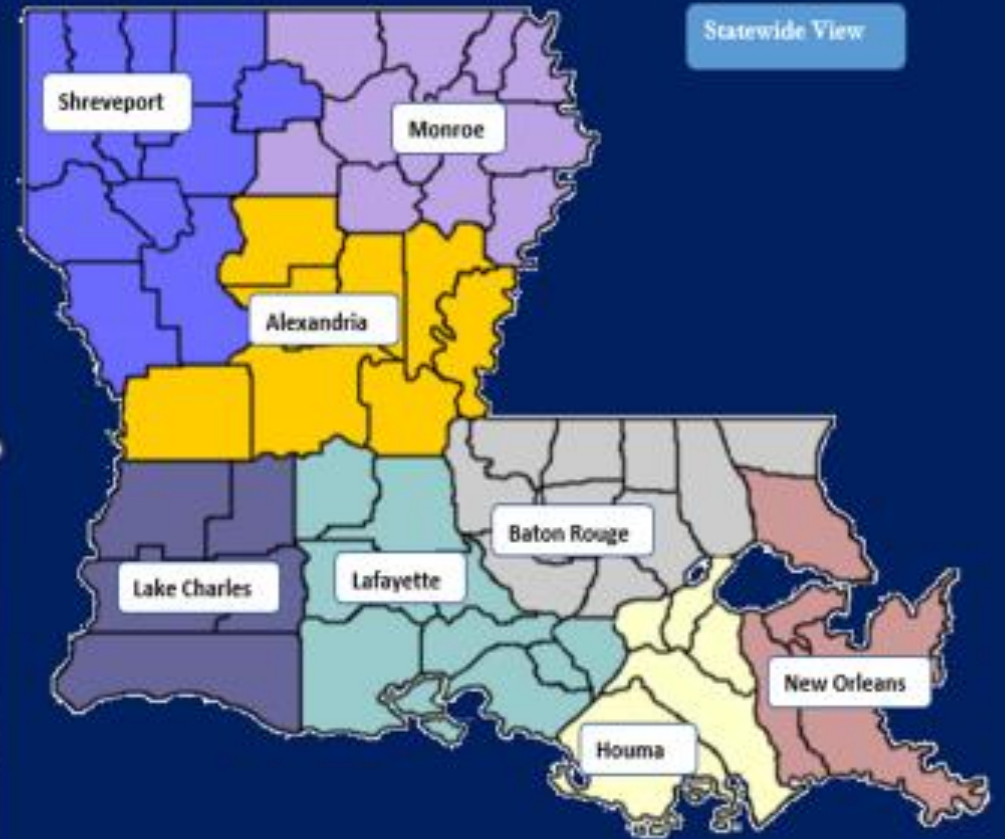 Statewide View
Shreveport
Monroe
Alexandria
Baton Rouge
Lake Charles
Lafayette
New Orleans
Houma